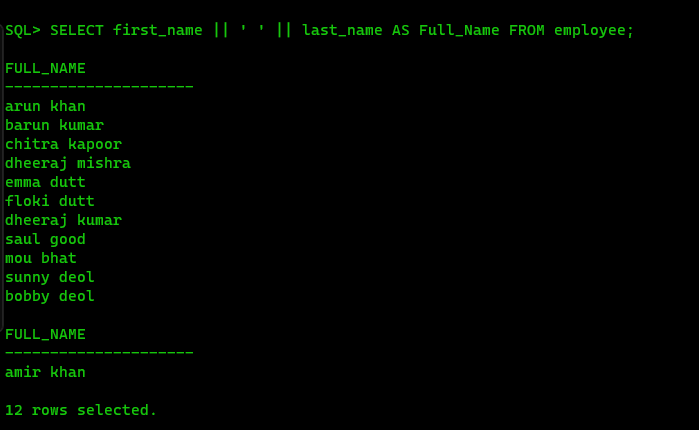 SQL> SELECT first_name || ' ' || last_name AS Full_Name FROM employee;
FULL_NAME
---------------------
arun khan
barun kumar
chitra kapoor
dheeraj mishra
emma dutt
floki dutt
dheeraj kumar
saul good
mou bhat
sunny deol
bobby deol
FULL_NAME
---------------------
amir khan
12 rows selected.